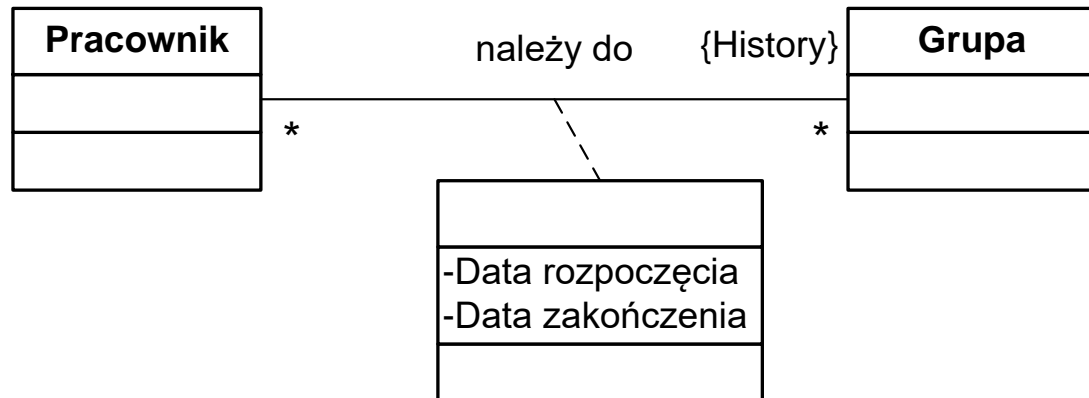 Pracownik
należy do
{History}
Grupa
*
*
-Data rozpoczęcia
-Data zakończenia